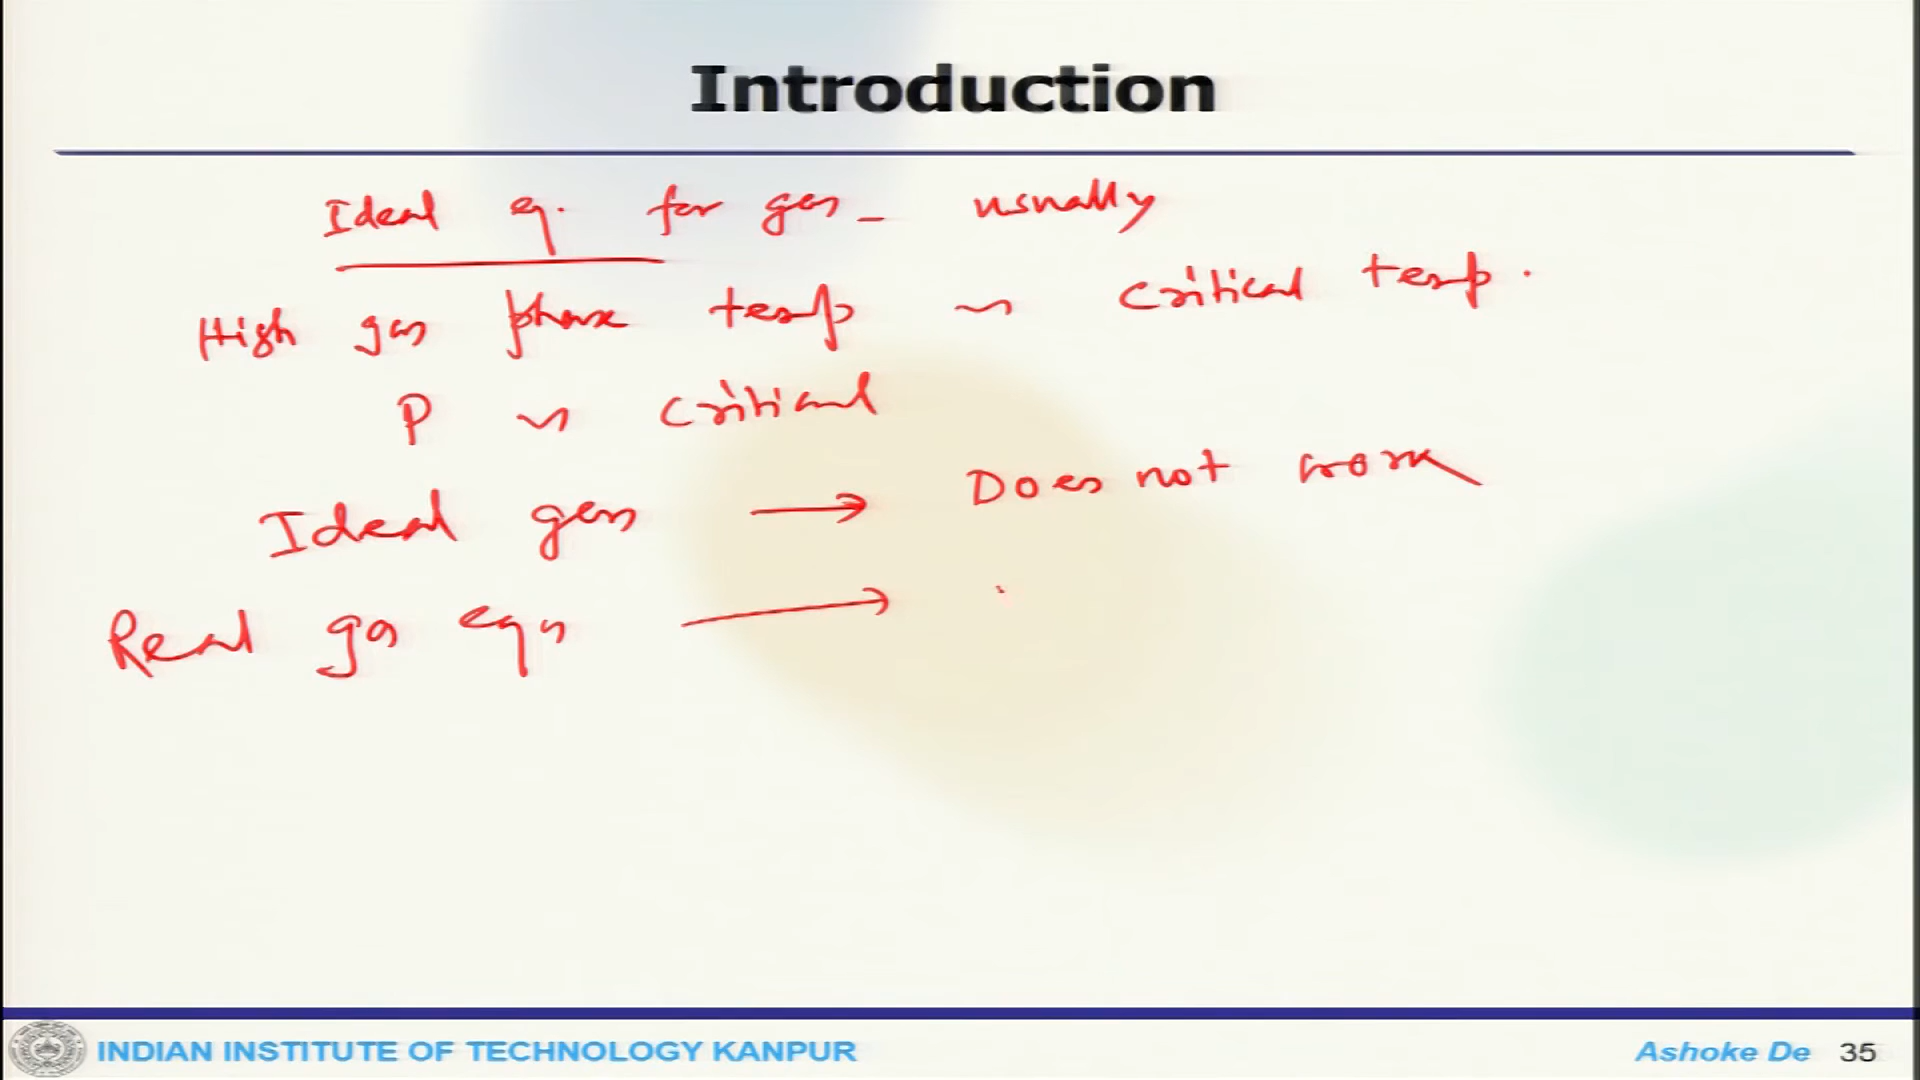 Introduction
Ideal eq. for gas - usually
High gas phase temp ~ critical temp.
P ~ critical
Ideal gas → Does not work
Real gas eqs →
INDIAN INSTITUTE OF TECHNOLOGY KANPUR
Ashoke De 35